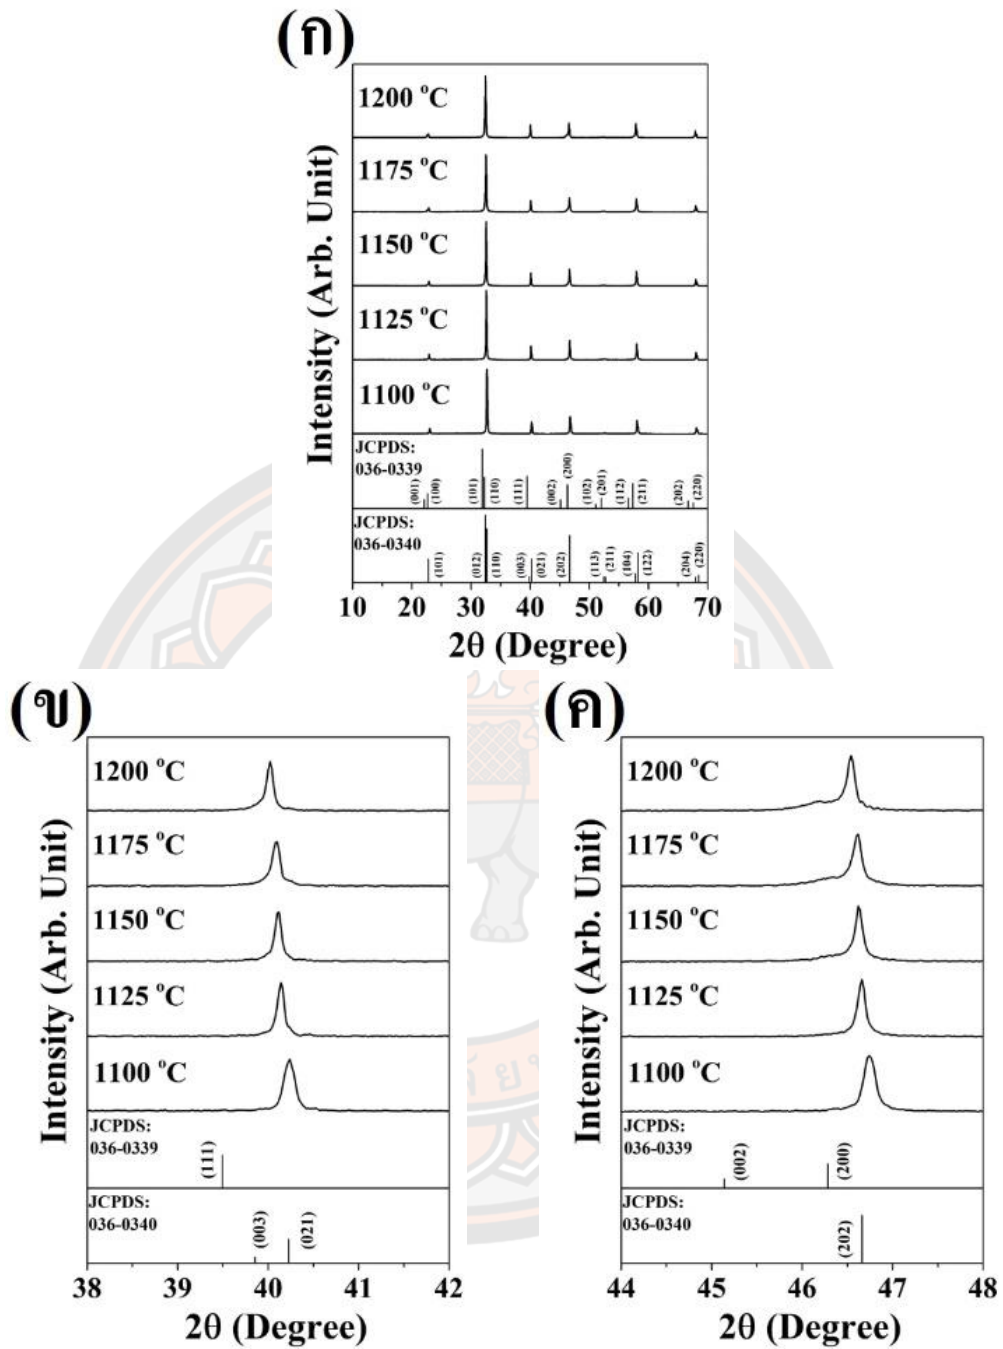 (ก)
Intensity (Arb. Unit)
1200 °C
1175 °C
1150 °C
1125 °C
1100 °C
JCPDS:
036-0339
(001) (100) (101) (110) (111) (002) (200) (102) (201) (112) (211) (202) (220)
JCPDS:
036-0340
(101) (012) (110) (003) (021) (202) (113) (211) (104) (122) (204) (220)
10 20 30 40 50 60 70
2θ (Degree)
(ข)
Intensity (Arb. Unit)
1200 °C
1175 °C
1150 °C
1125 °C
1100 °C
JCPDS:
036-0339
(111)
JCPDS:
036-0340
(003) (021)
38 39 40 41 42
2θ (Degree)
(ค)
Intensity (Arb. Unit)
1200 °C
1175 °C
1150 °C
1125 °C
1100 °C
JCPDS:
036-0339
(002) (200)
JCPDS:
036-0340
(202)
44 45 46 47 48
2θ (Degree)